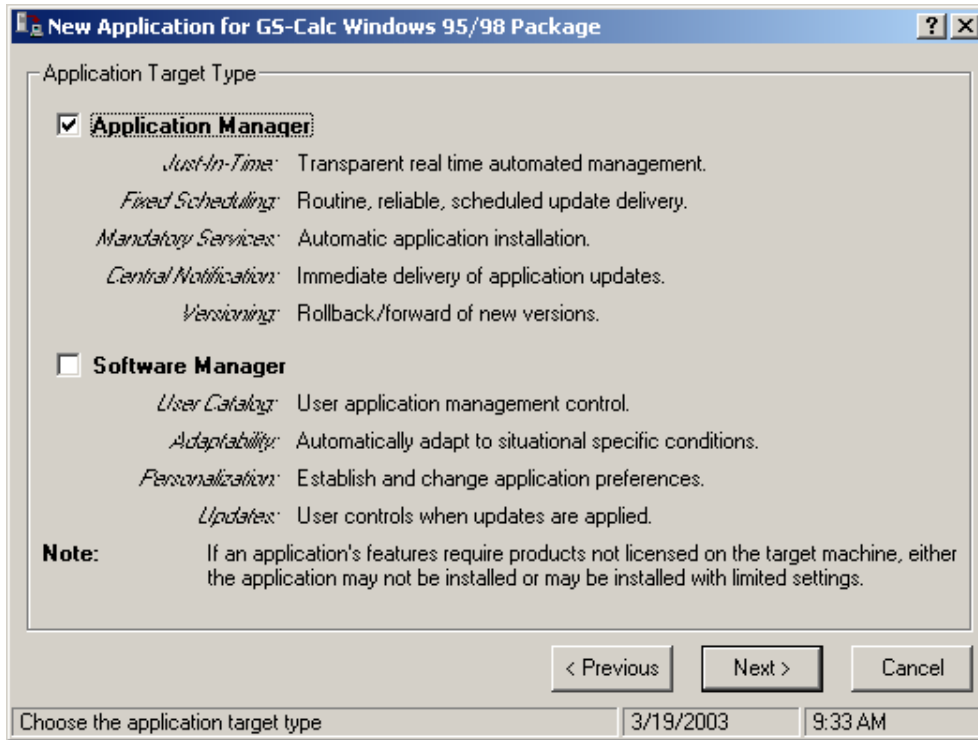 New Application for GS-Calc Windows 95/98 Package
Application Target Type
Application Manager
Just-In-Time: Transparent real time automated management.
Fixed Scheduling: Routine, reliable, scheduled update delivery.
Mandatory Services: Automatic application installation.
Central Notification: Immediate delivery of application updates.
Versioning: Rollback/forward of new versions.
Software Manager
User Catalog: User application management control.
Adaptability: Automatically adapt to situational specific conditions.
Personalization: Establish and change application preferences.
Updates: User controls when updates are applied.
Note: If an application's features require products not licensed on the target machine, either
the application may not be installed or may be installed with limited settings.
< Previous Next > Cancel
Choose the application target type 3/19/2003 9:33 AM